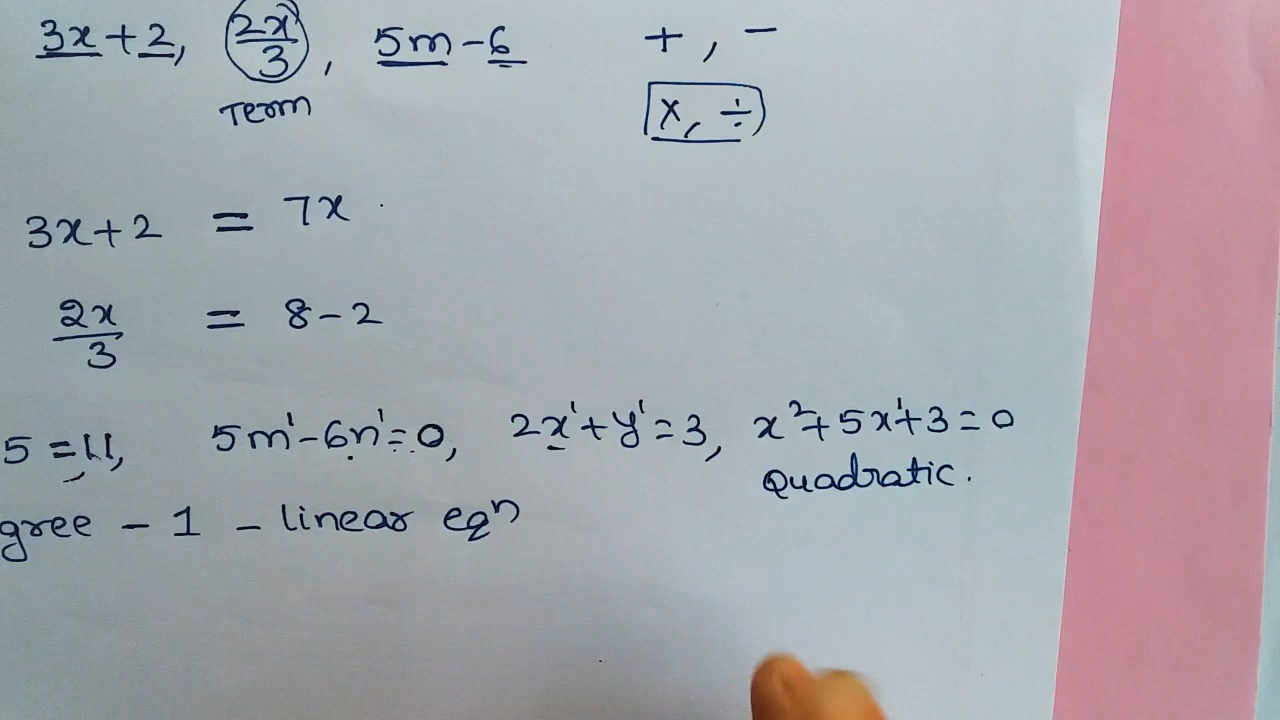 3x + 2, 2x¹/3, 5m - 6 +, -
Term x, ÷
3x + 2 = 7x
2x/3 = 8 - 2
5 = 11, 5m¹ - 6n¹ = 0, 2x¹ + y¹ = 3, x² + 5x¹ + 3 = 0
Quadratic.
gree - 1 - linear eqⁿ